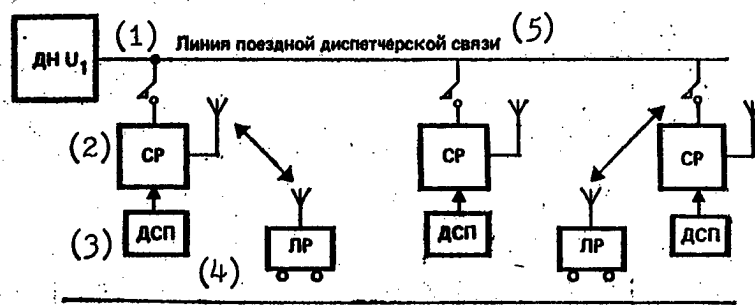 (1) Линия поездной диспетчерской связи (5)
ДН U₁
(2) СР СР СР
(3) ДСП ЛР ДСП ЛР ДСП
(4)